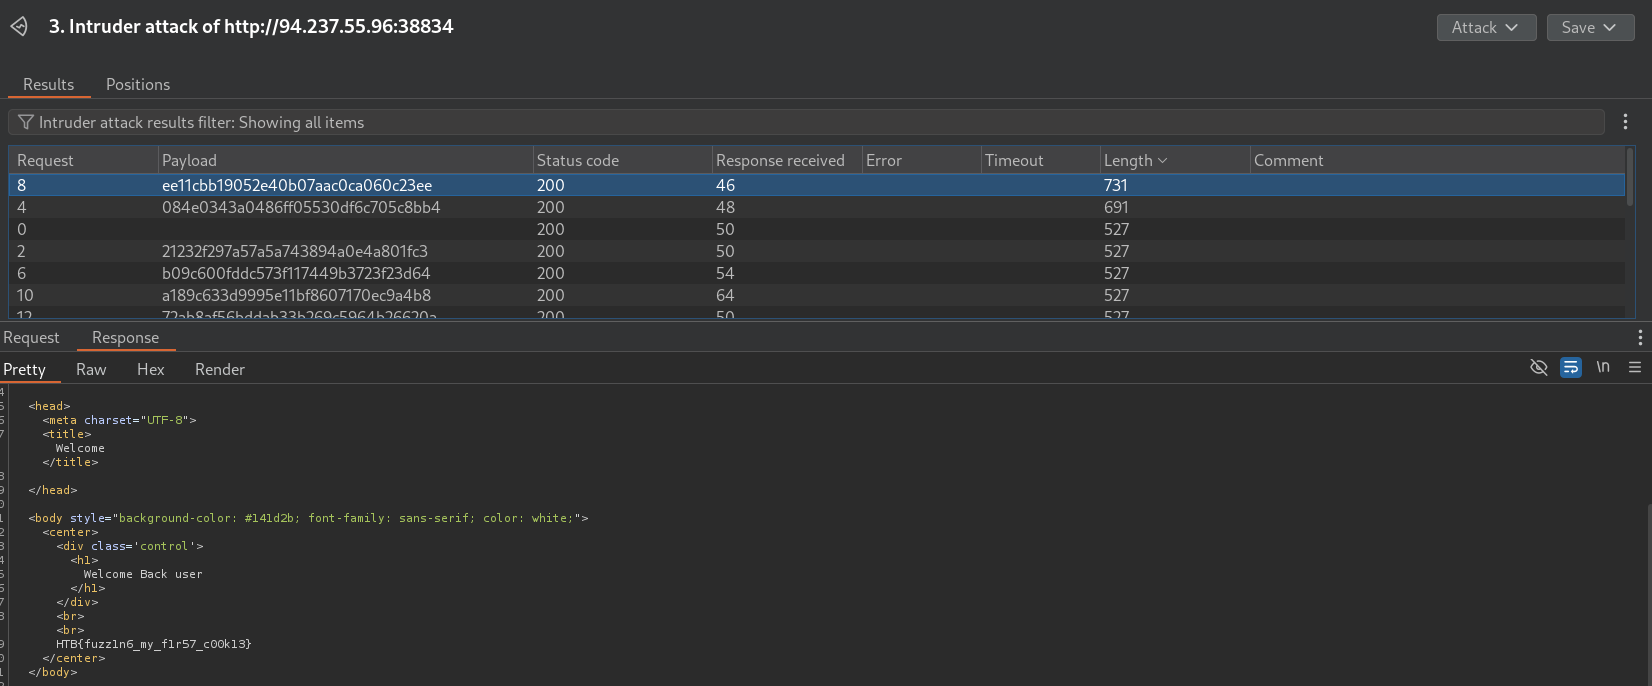 3. Intruder attack of http://94.237.55.96:38834
Attack
Save
Results Positions
Intruder attack results filter: Showing all items
Request Payload Status code Response received Error Timeout Length Comment
8 ee11cbb19052e40b07aac0ca060c23ee 200 46 731
4 084e0343a0486ff05530df6c705c8bb4 200 48 691
0 200 50 527
2 21232f297a57a5a743894a0e4a801fc3 200 50 527
6 b09c600fddc573f117449b3723f23d64 200 54 527
10 a189c633d9995e11bf8607170ec9a4b8 200 64 527
12 72ab8af56bddab33b269c5964b26620a 200 50 527
Request Response
Pretty Raw Hex Render \n
<head>
<meta charset="UTF-8">
<title>
Welcome
</title>
</head>
<body style="background-color: #141d2b; font-family: sans-serif; color: white;">
<center>
<div class='control'>
<h1>
Welcome Back user
</h1>
</div>
<br>
<br>
HTB{fuzz1n6_my_f1r57_c00k13}
</center>
</body>